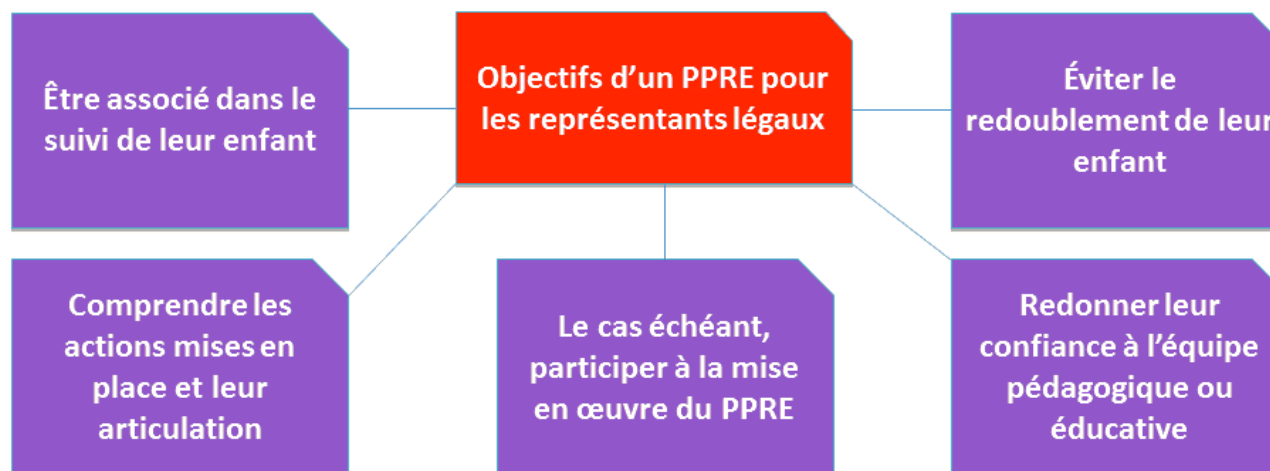 Être associé dans le
suivi de leur enfant
Objectifs d’un PPRE pour
les représentants légaux
Éviter le
redoublement de leur
enfant
Comprendre les
actions mises en
place et leur
articulation
Le cas échéant,
participer à la mise
en œuvre du PPRE
Redonner leur
confiance à l’équipe
pédagogique ou
éducative